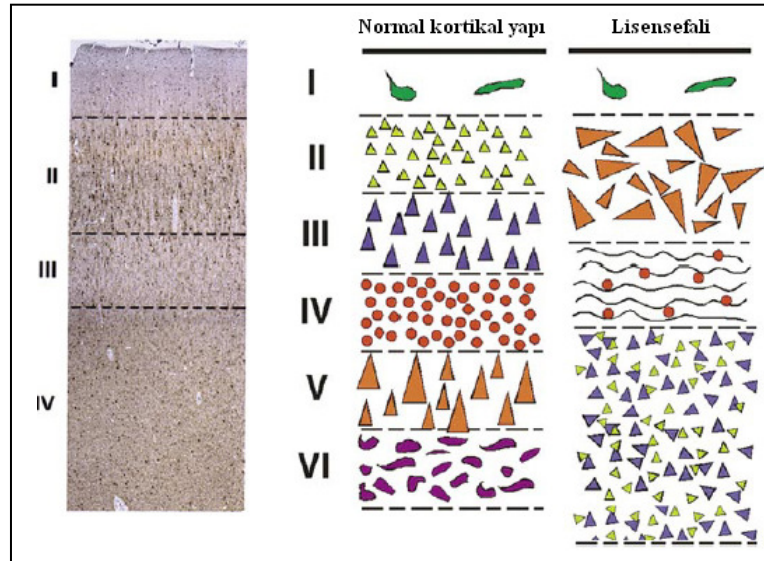 Normal kortikal yapı
Lisensefali
I
II
III
IV
I
II
III
IV
V
VI